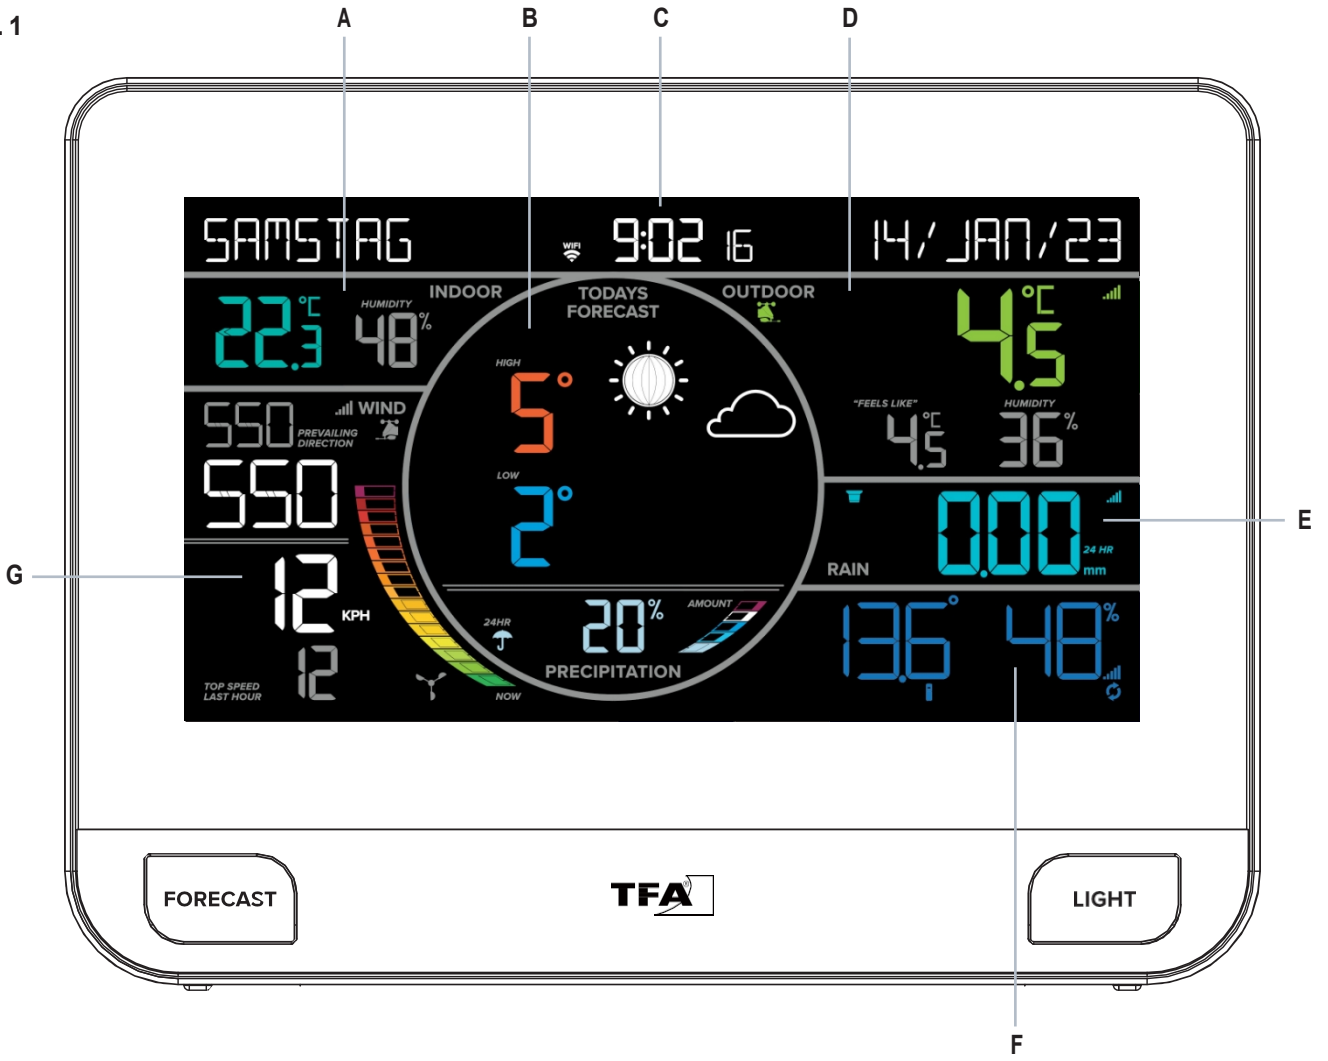 . 1
A B C D
SAMSTAG WIFI 9:02 16 14/JAN/23
INDOOR
22.3 °C
HUMIDITY
48 %
TODAYS
FORECAST
HIGH
5°
LOW
2°
OUTDOOR
4.5 °C
"FEELS LIKE"
4.5 °C
HUMIDITY
36 %
550 WIND
PREVAILING
DIRECTION
550
12 KPH
TOP SPEED
LAST HOUR
12
NOW
24HR
20%
AMOUNT
PRECIPITATION
RAIN
0.00
24 HR
mm
13.6° 48%
E
G
FORECAST
TFA®
LIGHT
F